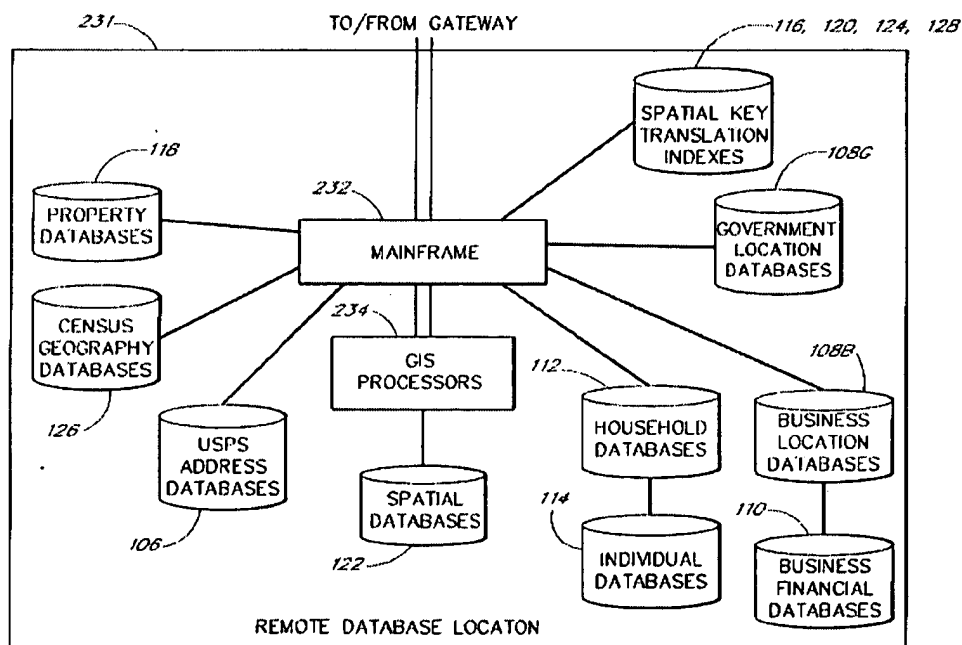 231
TO/FROM GATEWAY
116, 120, 124, 128
SPATIAL KEY
TRANSLATION
INDEXES
118
PROPERTY
DATABASES
232
MAINFRAME
108G
GOVERNMENT
LOCATION
DATABASES
CENSUS
GEOGRAPHY
DATABASES
126
234
GIS
PROCESSORS
112
HOUSEHOLD
DATABASES
108B
BUSINESS
LOCATION
DATABASES
USPS
ADDRESS
DATABASES
106
SPATIAL
DATABASES
122
114
INDIVIDUAL
DATABASES
110
BUSINESS
FINANCIAL
DATABASES
REMOTE DATABASE LOCATON